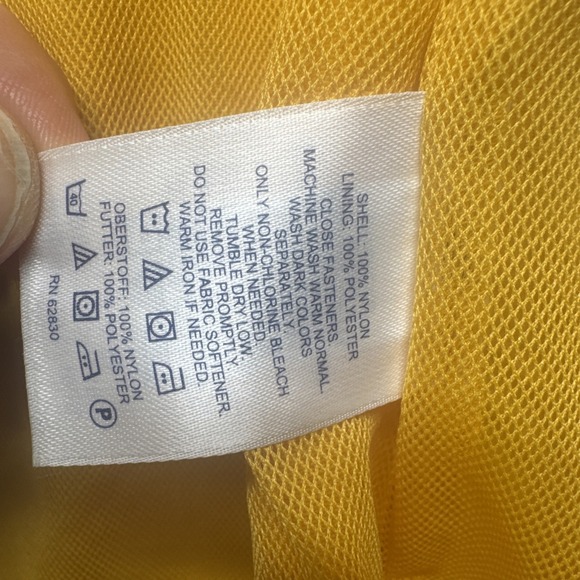 SHELL: 100% NYLON
LINING: 100% POLYESTER
CLOSE FASTENERS.
MACHINE WASH WARM NORMAL.
WASH DARK COLORS
SEPARATELY.
ONLY NON-CHLORINE BLEACH
WHEN NEEDED.
TUMBLE DRY LOW.
REMOVE PROMPTLY.
DO NOT USE FABRIC SOFTENER.
WARM IRON IF NEEDED
OBERSTOFF: 100% NYLON
FUTTER: 100% POLYESTER
40
P
RN 62830